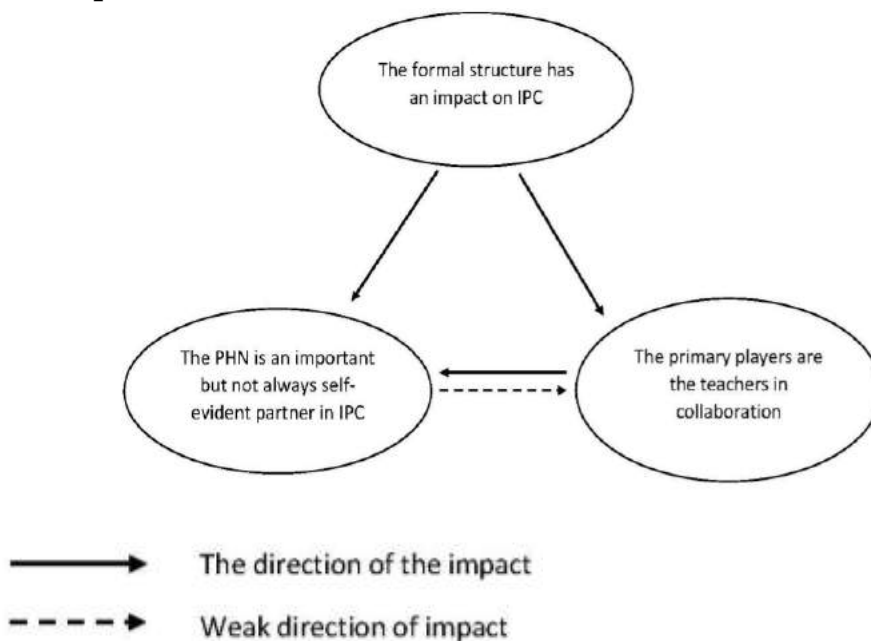 The formal structure has
an impact on IPC
The PHN is an important
but not always self-
evident partner in IPC
The primary players are
the teachers in
collaboration
The direction of the impact
Weak direction of impact